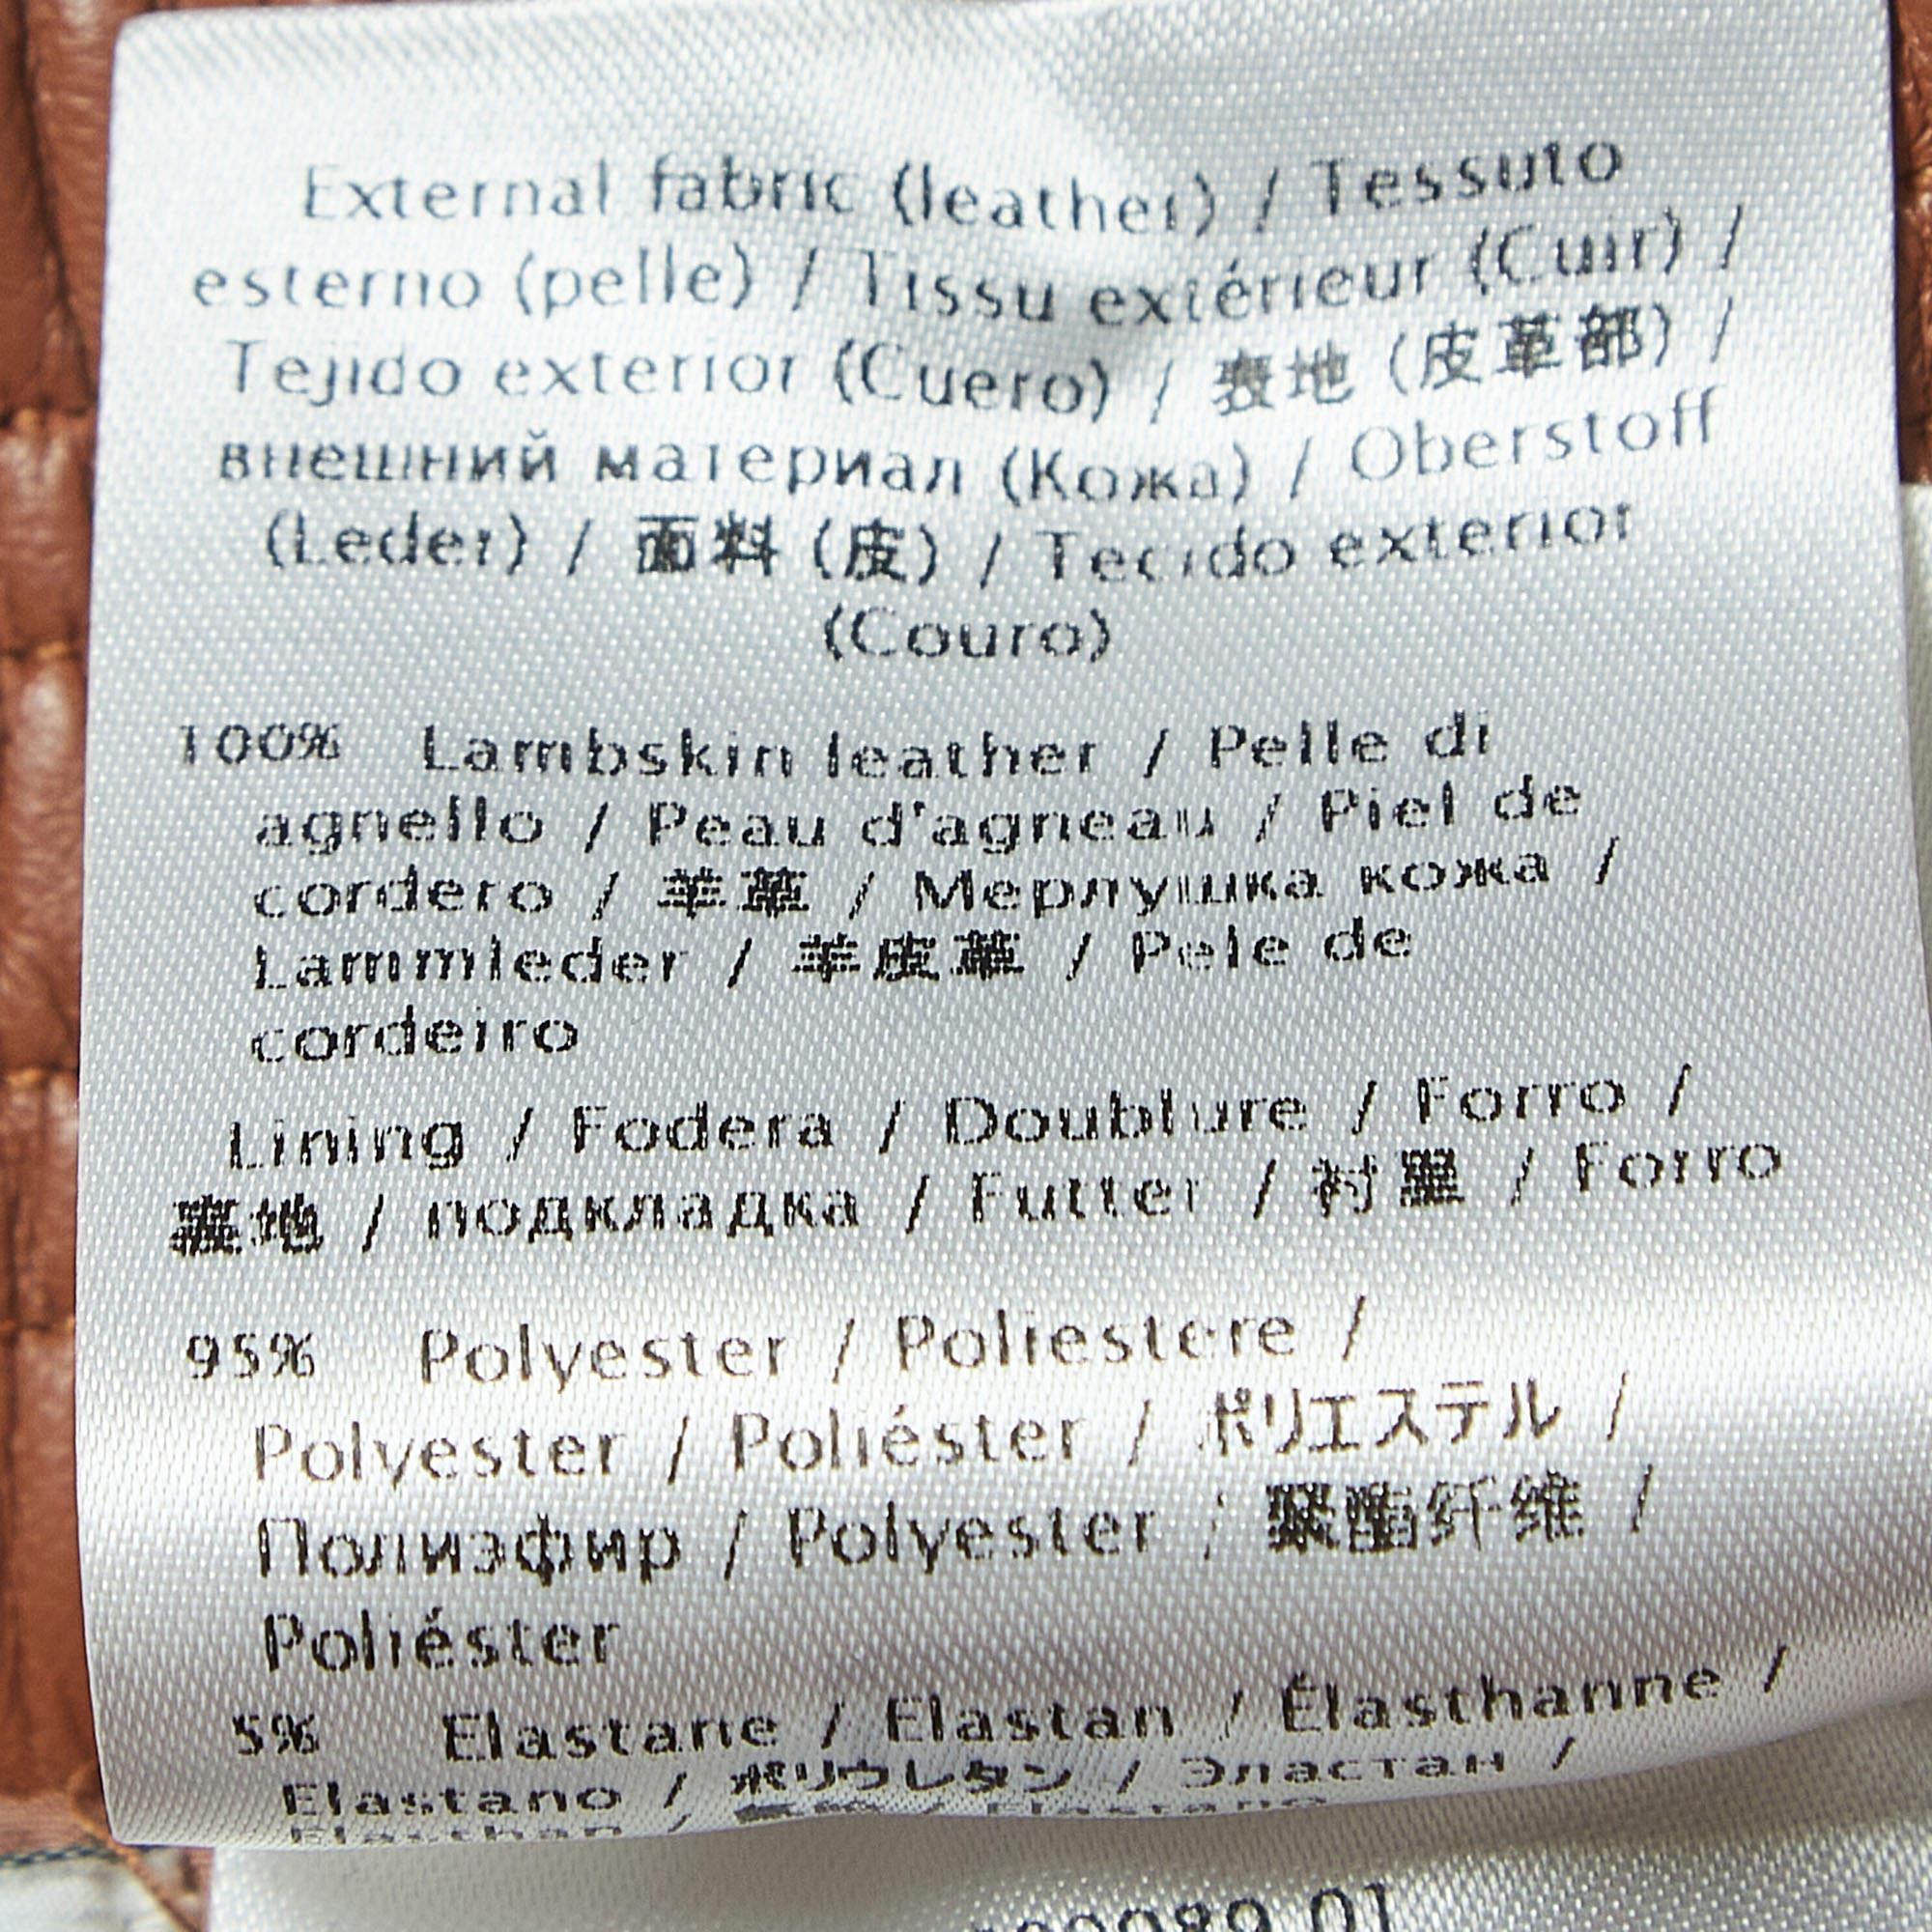 External fabric (leather) / Tessuto
esterno (pelle) / Tissu extérieur (Cuir) /
Tejido exterior (Cuero) / 表地 (皮革部) /
внешний материал (Кожа) / Oberstoff
(Leder) / 面料 (皮) / Tecido exterior
(Couro)
100% Lambskin leather / Pelle di
agnello / Peau d'agneau / Piel de
cordero / 羊革 / Мерлушка кожа /
Lammleder / 羊皮革 / Pele de
cordeiro
Lining / Fodera / Doublure / Forro /
裏地 / подкладка / Futter / 衬里 / Forro
95% Polyester / Poliestere /
Polyester / Poliéster / ポリエステル /
Полиэфир / Polyester / 聚酯纤维 /
Poliéster
5% Elastane / Elastan / Élasthanne /
Elastano / ポリウレタン / Эластан /
Elasthan / / Elastano